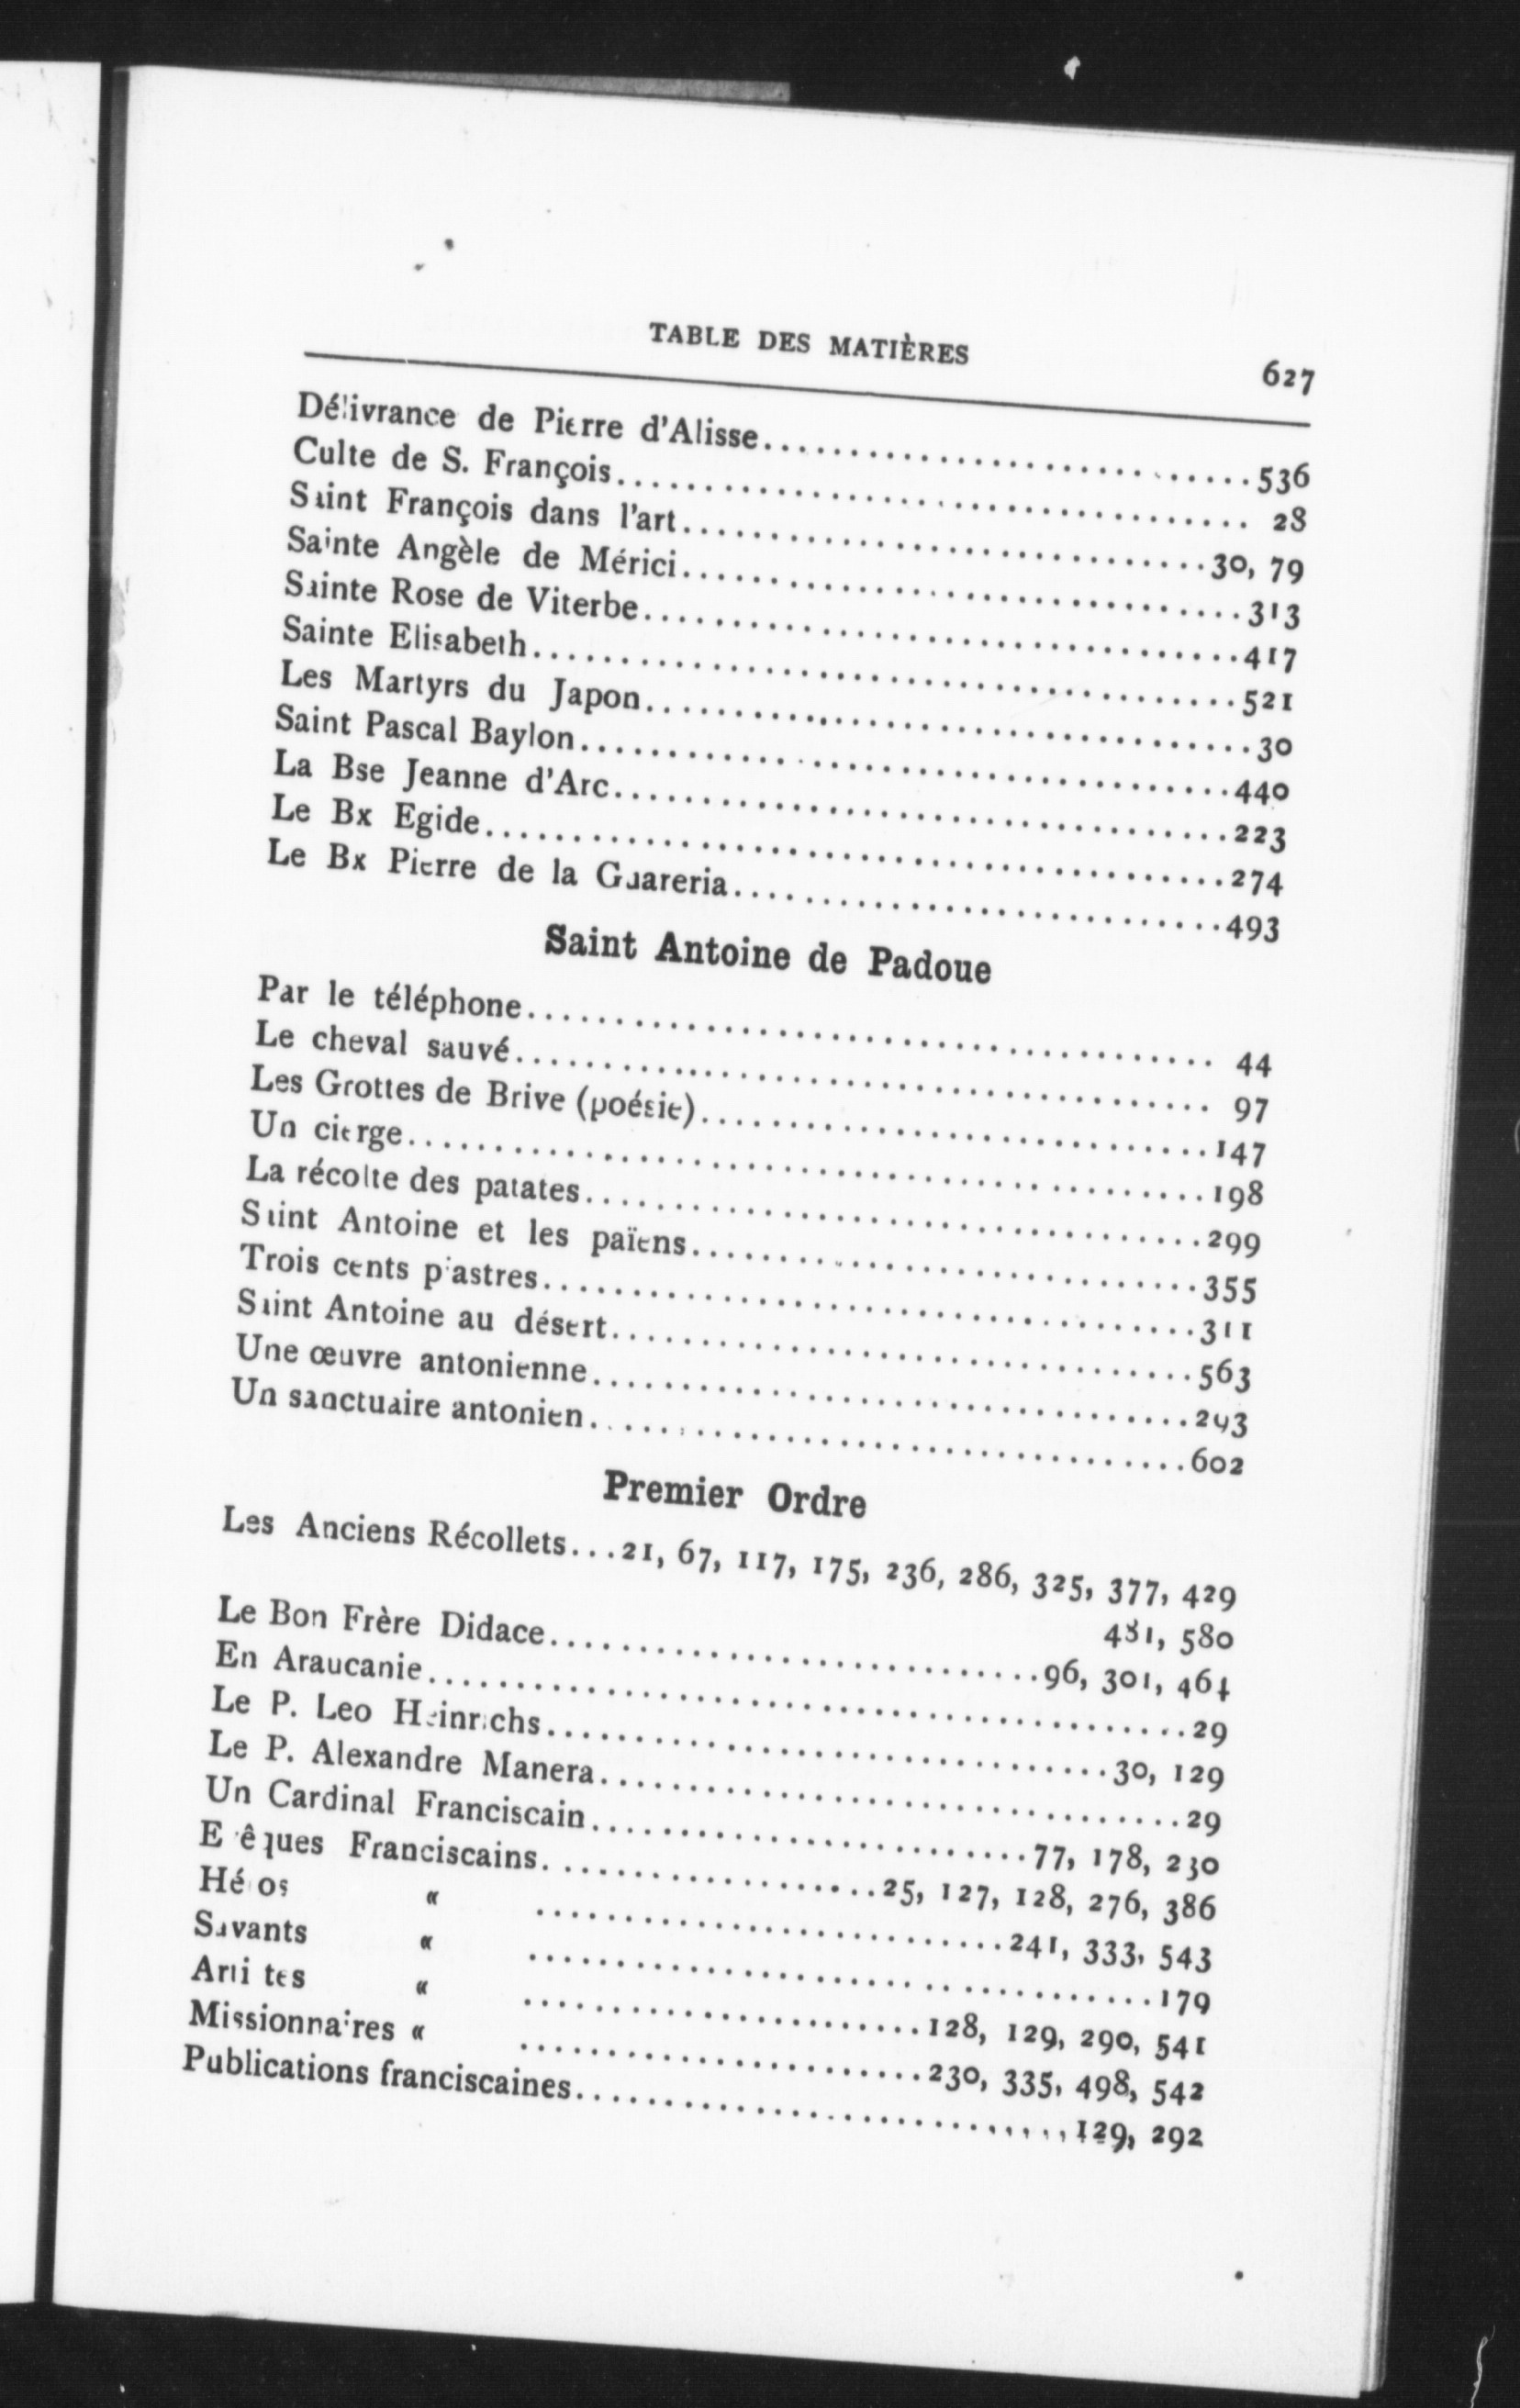 TABLE DES MATIÈRES 627
Délivrance de Pierre d'Alisse........................536
Culte de S. François........................ 28
Saint François dans l'art........................30, 79
Sainte Angèle de Mérici........................313
Sainte Rose de Viterbe........................417
Sainte Elisabeth........................521
Les Martyrs du Japon........................30
Saint Pascal Baylon........................440
La Bse Jeanne d'Arc........................223
Le Bx Egide........................274
Le Bx Pierre de la Guareria........................493
Saint Antoine de Padoue
Par le téléphone........................ 44
Le cheval sauvé........................ 97
Les Grottes de Brive (poésie)........................147
Un cierge........................198
La récolte des patates........................299
Saint Antoine et les païens........................355
Trois cents piastres........................311
Saint Antoine au désert........................563
Une œuvre antonienne........................293
Un sanctuaire antonien........................602
Premier Ordre
Les Anciens Récollets...21, 67, 117, 175, 236, 286, 325, 377, 429
481, 580
Le Bon Frère Didace........................96, 301, 464
En Araucanie........................29
Le P. Leo Heinrichs........................30, 129
Le P. Alexandre Manera........................29
Un Cardinal Franciscain........................77, 178, 230
Evêques Franciscains........................25, 127, 128, 276, 386
Héros « ........................241, 333, 543
Savants « ........................179
Artistes « ........................128, 129, 290, 541
Missionnaires « ........................230, 335, 498, 542
Publications franciscaines........................129, 292